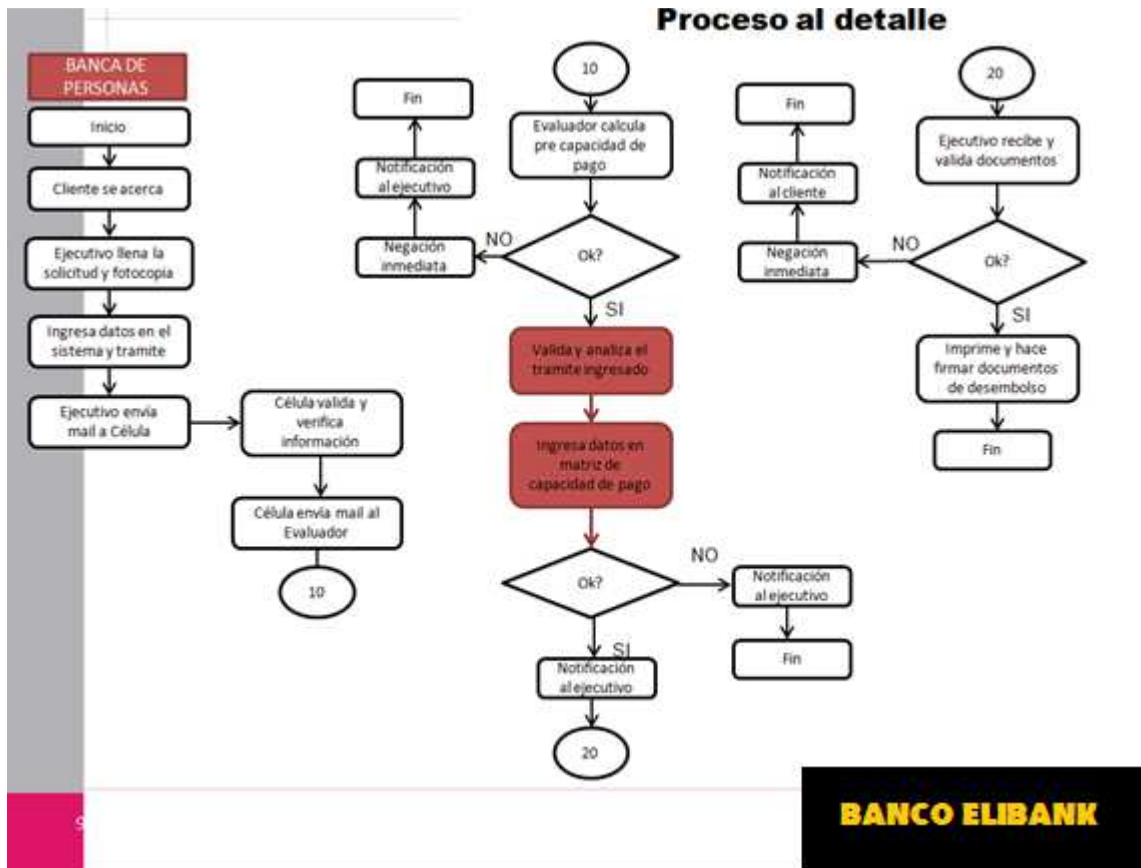 Proceso al detalle
BANCA DE
PERSONAS
Inicio
Cliente se acerca
Ejecutivo llena la
solicitud y fotocopia
Ingresa datos en el
sistema y tramite
Ejecutivo envía
mail a Célula
Célula valida y
verifica
información
Célula envía mail al
Evaluador
10
10
Evaluador calcula
pre capacidad de
pago
Ok?
NO
Negación
inmediata
Notificación
al ejecutivo
Fin
SI
Valida y analiza el
tramite ingresado
Ingresa datos en
matriz de
capacidad de pago
Ok?
NO
Notificación
al ejecutivo
Fin
SI
Notificación
al ejecutivo
20
20
Ejecutivo recibe y
valida documentos
Ok?
NO
Negación
inmediata
Notificación
al cliente
Fin
SI
Imprime y hace
firmar documentos
de desembolso
Fin
9
BANCO ELIBANK